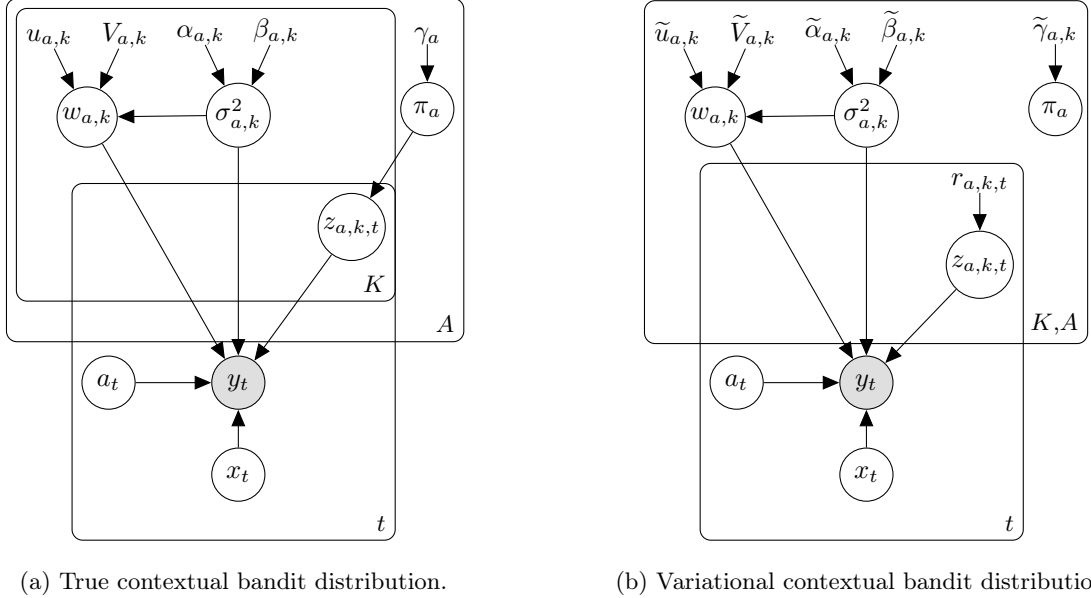 u_{a,k} V_{a,k} α_{a,k} β_{a,k} γ_a
w_{a,k} σ²_{a,k} π_a
z_{a,k,t}
K
A
a_t y_t
x_t
t
(a) True contextual bandit distribution.
ũ_{a,k} Ṽ_{a,k} α̃_{a,k} β̃_{a,k} γ̃_{a,k}
w_{a,k} σ²_{a,k} π_a
r_{a,k,t}
z_{a,k,t}
K,A
a_t y_t
x_t
t
(b) Variational contextual bandit distributio